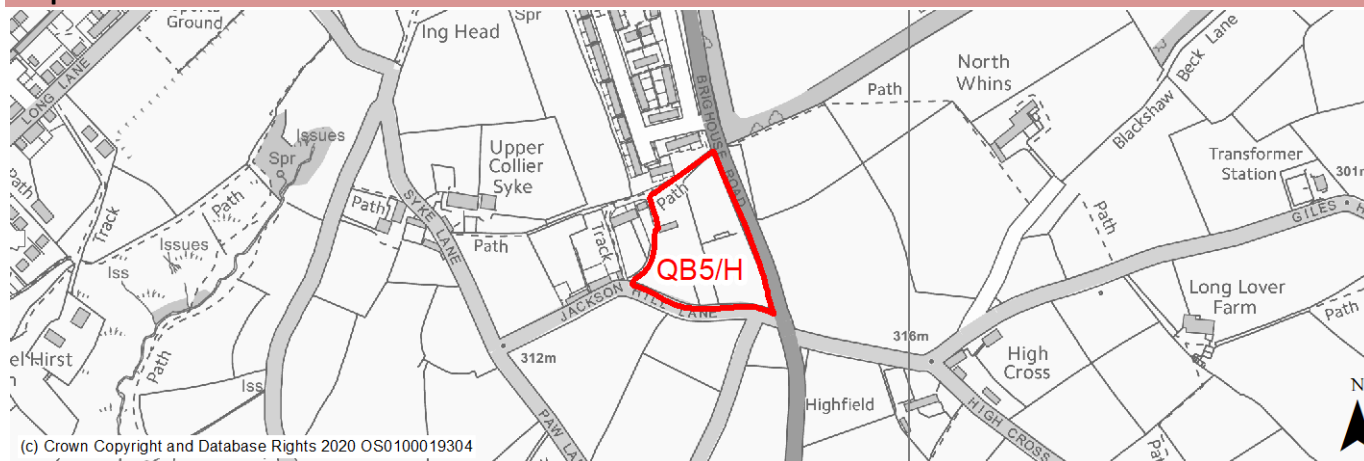 Sports
Ground
Spr
Ing Head
LONG LANE
Issues
Spr
Path
Path
Track
Issues
Iss
Path
Iss
SYKE LANE
Path
Upper
Collier
Syke
Path
Track
Path
BRIGHOUSE ROAD
QB5/H
JACKSON HILL LANE
312m
PAW LANE
Path
North
Whins
Blackshaw Beck Lane
Transformer
Station
301m
GILES
Path
Long Lover
Farm
Path
316m
High
Cross
Highfield
HIGH CROSS
Path
N
(c) Crown Copyright and Database Rights 2020 OS0100019304